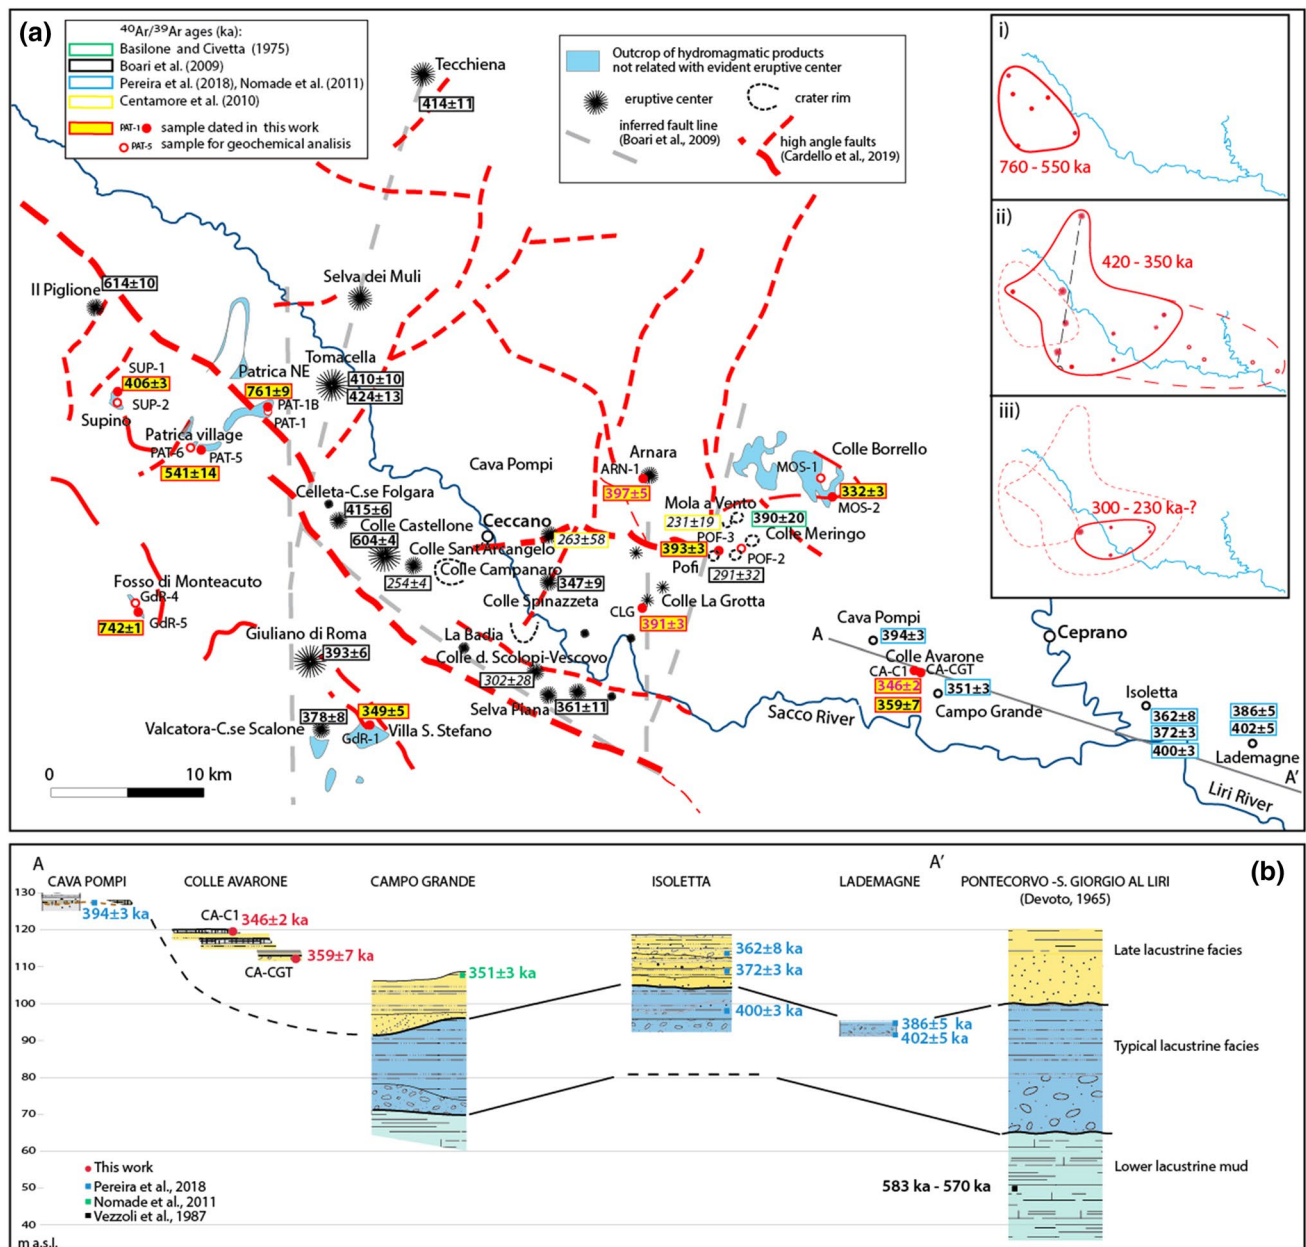 (a)
40Ar/39Ar ages (ka):
Basilone and Civetta (1975)
Boari et al. (2009)
Pereira et al. (2018), Nomade et al. (2011)
Centamore et al. (2010)
PAT-1 sample dated in this work
PAT-5 sample for geochemical analisis
Outcrop of hydromagmatic products
not related with evident eruptive center
eruptive center
crater rim
inferred fault line
(Boari et al., 2009)
high angle faults
(Cardello et al., 2019)
i)
760 - 550 ka
ii)
420 - 350 ka
iii)
300 - 230 ka-?
Tecchiena
414±11
Il Piglione
614±10
Selva dei Muli
SUP-1
406±3
SUP-2
Supino
Patrica NE
761±9
PAT-1B
PAT-1
Tomacella
410±10
424±13
Patrica village
PAT-6
PAT-5
541±14
Celleta-C.se Folgara
415±6
Colle Castellone
604±4
Cava Pompi
Ceccano
Colle Sant'Arcangelo
263±58
254±4
Colle Campanaro
347±9
Colle Spinazzeta
Arnara
ARN-1
397±5
Mola a Vento
231±19
390±20
POF-3
Colle Meringo
393±3
POF-2
Pofi
291±32
MOS-1
Colle Borrello
332±3
MOS-2
Colle La Grotta
CLG
391±3
Fosso di Monteacuto
GdR-4
GdR-5
742±1
Giuliano di Roma
393±6
La Badia
Colle d. Scolopi-Vescovo
302±28
Selva Piana
361±11
Valcatora-C.se Scalone
378±8
349±5
GdR-1
Villa S. Stefano
0
10 km
A
Cava Pompi
394±3
Colle Avarone
CA-C1
CA-CGT
346±2
359±7
351±3
Campo Grande
Ceprano
Sacco River
Isoletta
362±8
372±3
400±3
386±5
402±5
Lademagne
A'
Liri River
(b)
A
A'
CAVA POMPI
COLLE AVARONE
CAMPO GRANDE
ISOLETTA
LADEMAGNE
PONTECORVO -S. GIORGIO AL LIRI
(Devoto, 1965)
130
120
110
100
90
80
70
60
50
40
m a.s.l.
394±3 ka
CA-C1
346±2 ka
359±7 ka
CA-CGT
351±3 ka
362±8 ka
372±3 ka
400±3 ka
386±5 ka
402±5 ka
Late lacustrine facies
Typical lacustrine facies
Lower lacustrine mud
583 ka - 570 ka
This work
Pereira et al., 2018
Nomade et al., 2011
Vezzoli et al., 1987